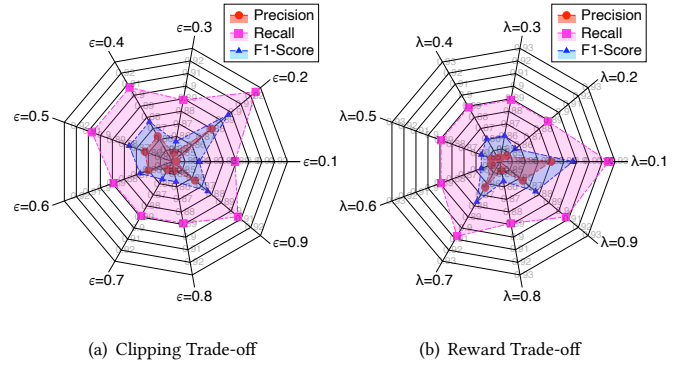 Precision
Recall
F1-Score
ϵ=0.3
ϵ=0.4
ϵ=0.2
ϵ=0.5
ϵ=0.1
ϵ=0.6
ϵ=0.9
ϵ=0.7
ϵ=0.8
(a) Clipping Trade-off
Precision
Recall
F1-Score
λ=0.3
λ=0.4
λ=0.2
λ=0.5
λ=0.1
λ=0.6
λ=0.9
λ=0.7
λ=0.8
(b) Reward Trade-off